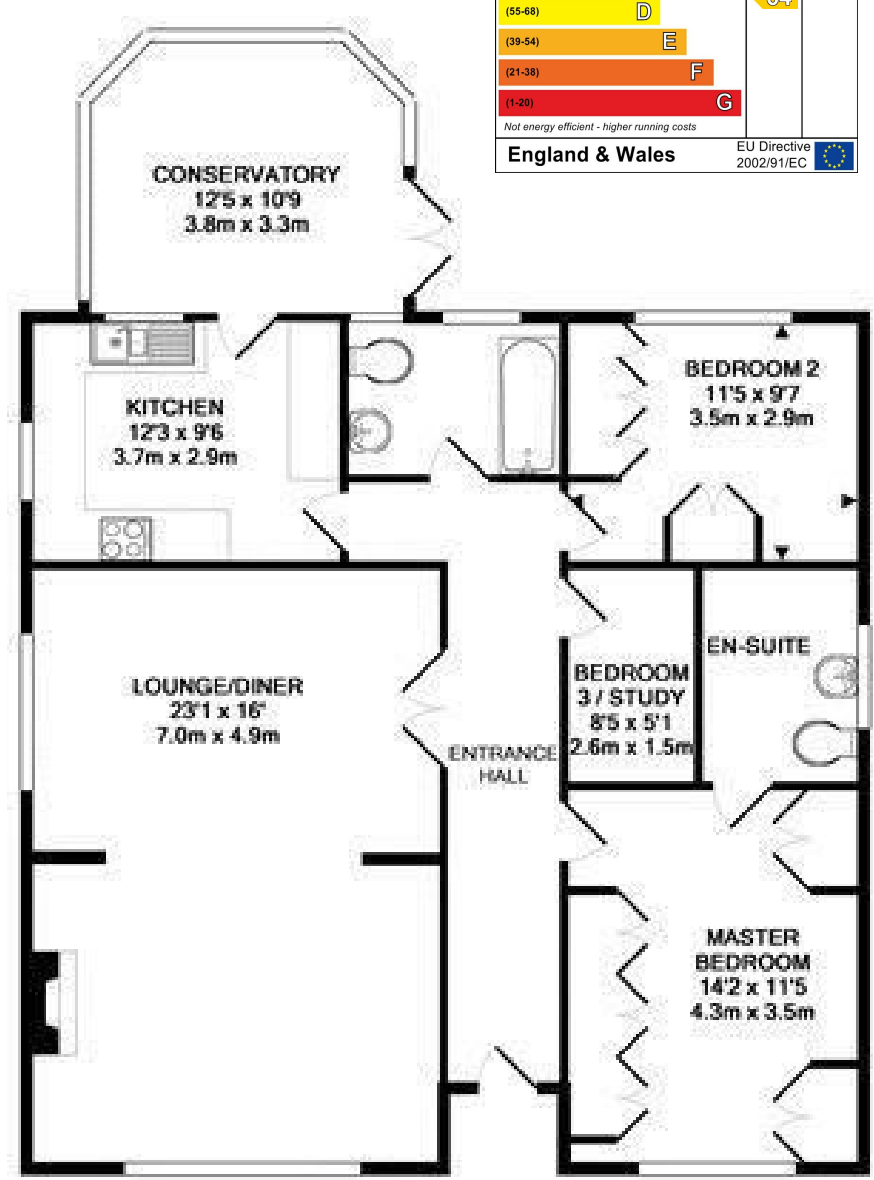 (55-68) D
(39-54) E
(21-38) F
(1-20) G
Not energy efficient - higher running costs
England & Wales
EU Directive
2002/91/EC
CONSERVATORY
12'5 x 10'9
3.8m x 3.3m
KITCHEN
12'3 x 9'6
3.7m x 2.9m
BEDROOM 2
11'5 x 9'7
3.5m x 2.9m
LOUNGE/DINER
23'1 x 16'
7.0m x 4.9m
ENTRANCE
HALL
BEDROOM
3 / STUDY
8'5 x 5'1
2.6m x 1.5m
EN-SUITE
MASTER
BEDROOM
14'2 x 11'5
4.3m x 3.5m